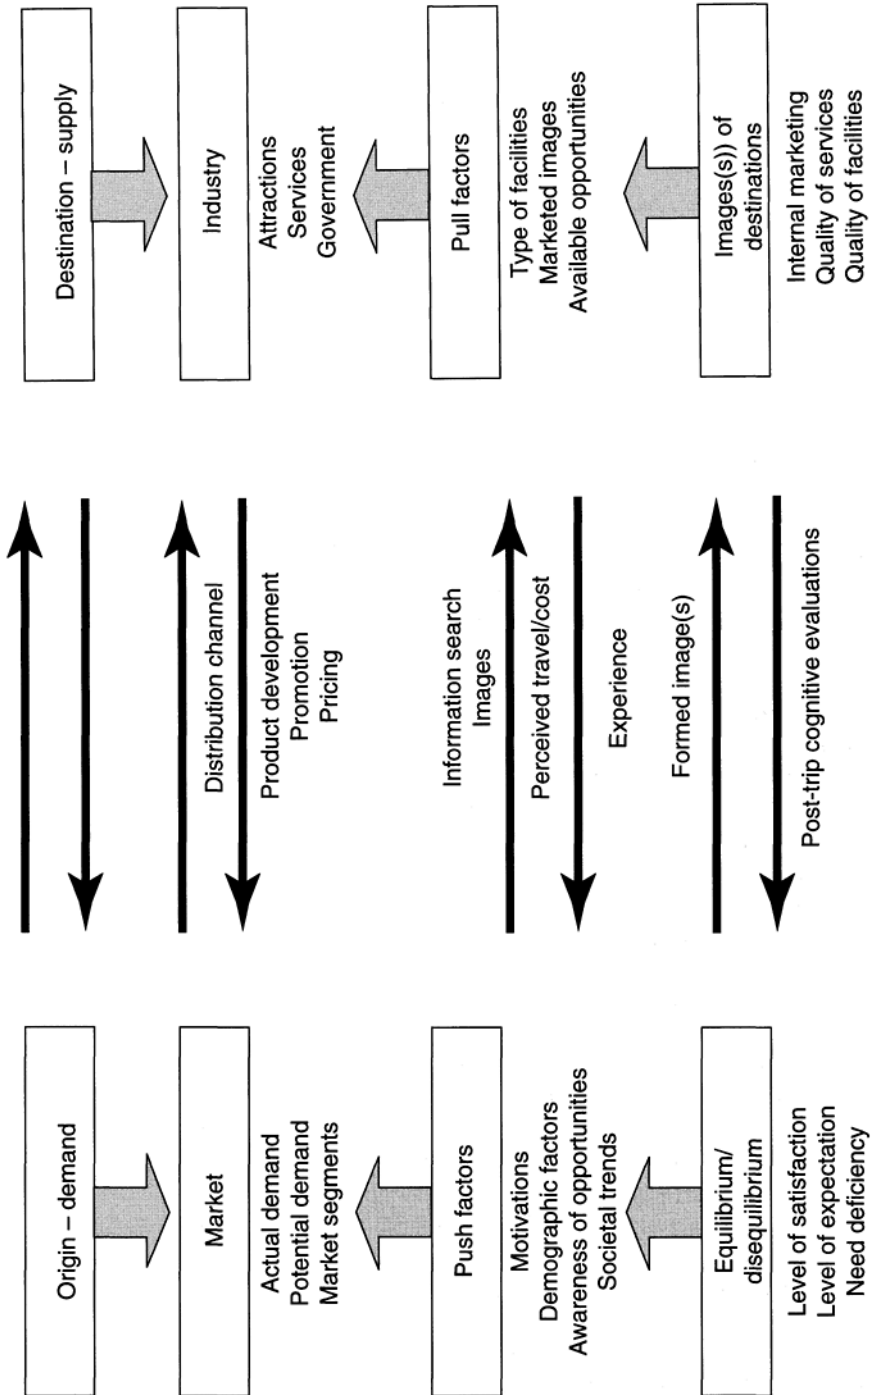 Origin – demand
Destination – supply
Market
Distribution channel
Industry
Actual demand
Potential demand
Market segments
Product development
Promotion
Pricing
Attractions
Services
Government
Information search
Images
Push factors
Perceived travel/cost
Pull factors
Motivations
Demographic factors
Awareness of opportunities
Societal trends
Experience
Type of facilities
Marketed images
Available opportunities
Formed image(s)
Equilibrium/
disequilibrium
Images(s)) of
destinations
Level of satisfaction
Level of expectation
Need deficiency
Post-trip cognitive evaluations
Internal marketing
Quality of services
Quality of facilities